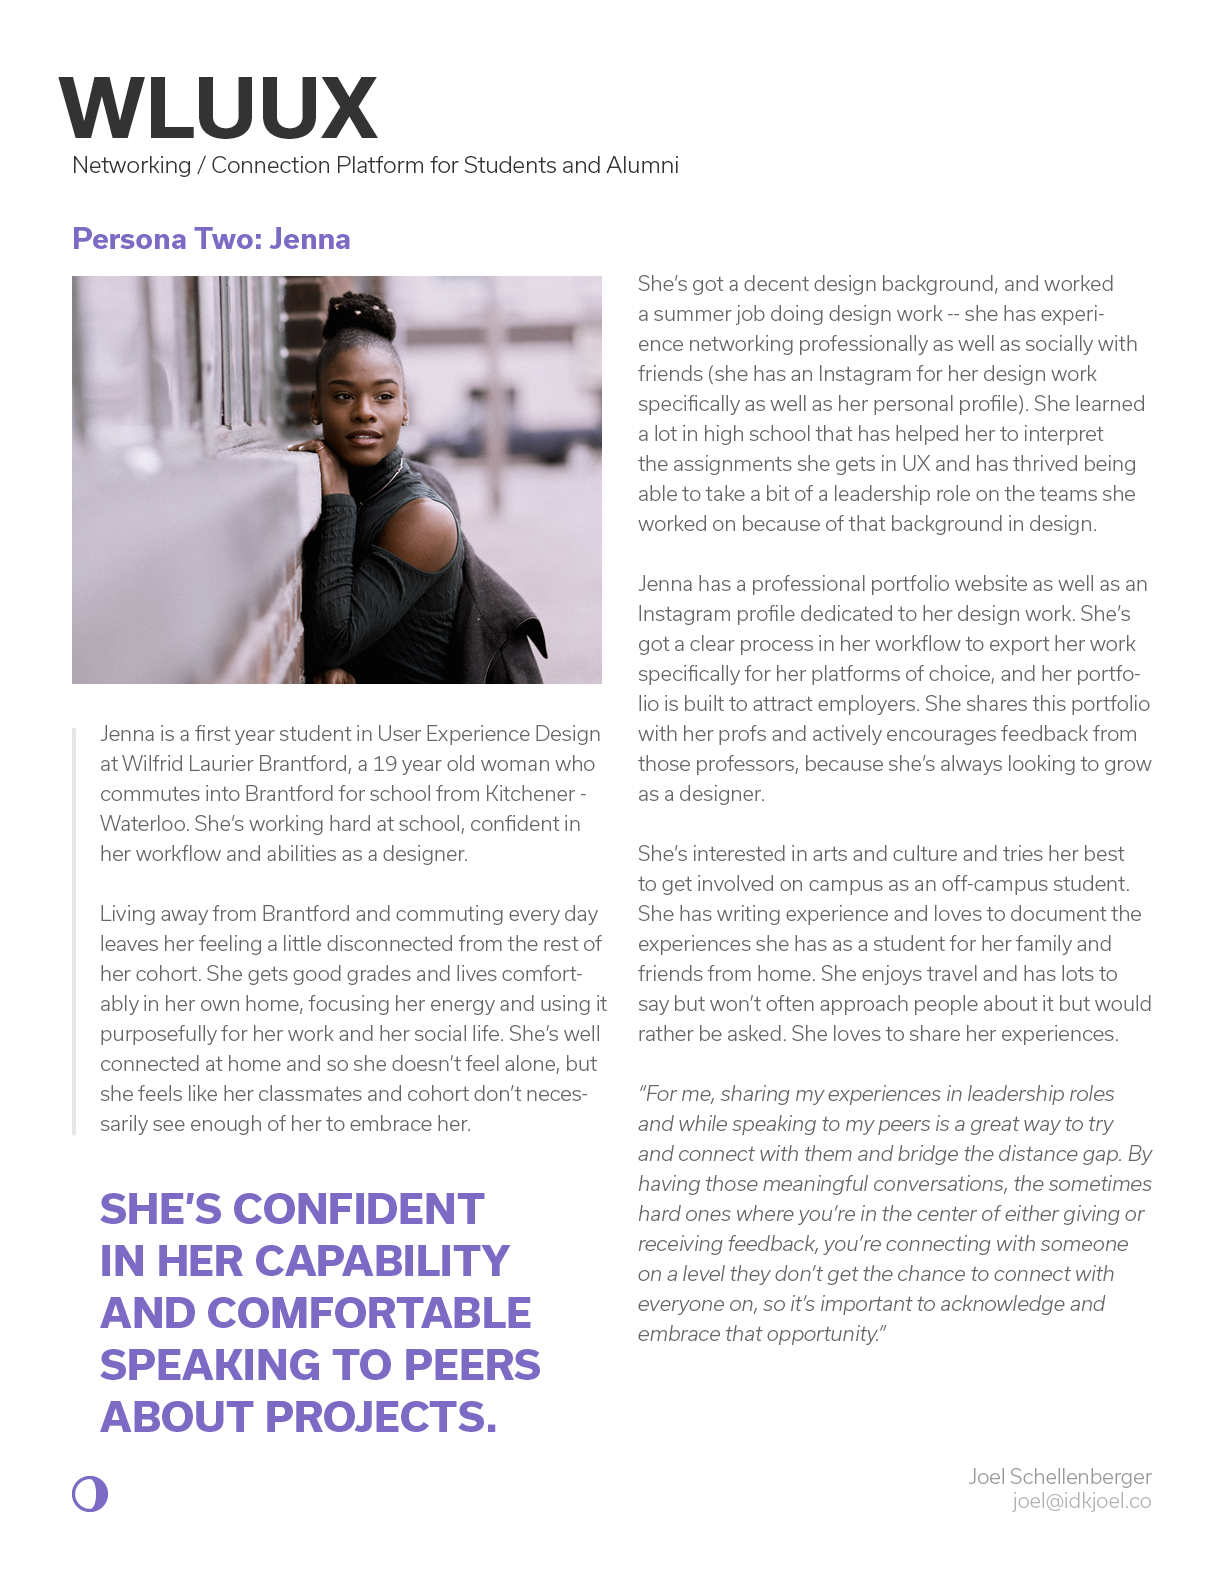 WLUUX
Networking / Connection Platform for Students and Alumni
Persona Two: Jenna
Jenna is a first year student in User Experience Design
at Wilfrid Laurier Brantford, a 19 year old woman who
commutes into Brantford for school from Kitchener -
Waterloo. She’s working hard at school, confident in
her workflow and abilities as a designer.
Living away from Brantford and commuting every day
leaves her feeling a little disconnected from the rest of
her cohort. She gets good grades and lives comfort-
ably in her own home, focusing her energy and using it
purposefully for her work and her social life. She’s well
connected at home and so she doesn’t feel alone, but
she feels like her classmates and cohort don’t neces-
sarily see enough of her to embrace her.
SHE'S CONFIDENT
IN HER CAPABILITY
AND COMFORTABLE
SPEAKING TO PEERS
ABOUT PROJECTS.
She’s got a decent design background, and worked
a summer job doing design work -- she has experi-
ence networking professionally as well as socially with
friends (she has an Instagram for her design work
specifically as well as her personal profile). She learned
a lot in high school that has helped her to interpret
the assignments she gets in UX and has thrived being
able to take a bit of a leadership role on the teams she
worked on because of that background in design.
Jenna has a professional portfolio website as well as an
Instagram profile dedicated to her design work. She’s
got a clear process in her workflow to export her work
specifically for her platforms of choice, and her portfo-
lio is built to attract employers. She shares this portfolio
with her profs and actively encourages feedback from
those professors, because she’s always looking to grow
as a designer.
She’s interested in arts and culture and tries her best
to get involved on campus as an off-campus student.
She has writing experience and loves to document the
experiences she has as a student for her family and
friends from home. She enjoys travel and has lots to
say but won’t often approach people about it but would
rather be asked. She loves to share her experiences.
“For me, sharing my experiences in leadership roles
and while speaking to my peers is a great way to try
and connect with them and bridge the distance gap. By
having those meaningful conversations, the sometimes
hard ones where you’re in the center of either giving or
receiving feedback, you’re connecting with someone
on a level they don’t get the chance to connect with
everyone on, so it’s important to acknowledge and
embrace that opportunity.”
Joel Schellenberger
joel@idkjoel.co